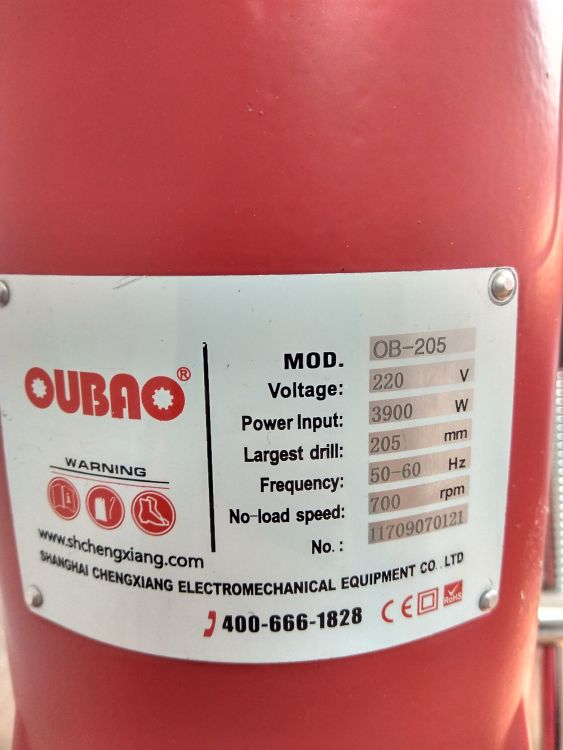 OUBAO®
WARNING
www.shchengxiang.com
MOD. OB-205
Voltage: 220 V
Power Input: 3900 W
Largest drill: 205 mm
Frequency: 50-60 Hz
No-load speed: 700 rpm
No.: 11709070121
SHANGHAI CHENGXIANG ELECTROMECHANICAL EQUIPMENT CO.,LTD
400-666-1828 CE RoHS